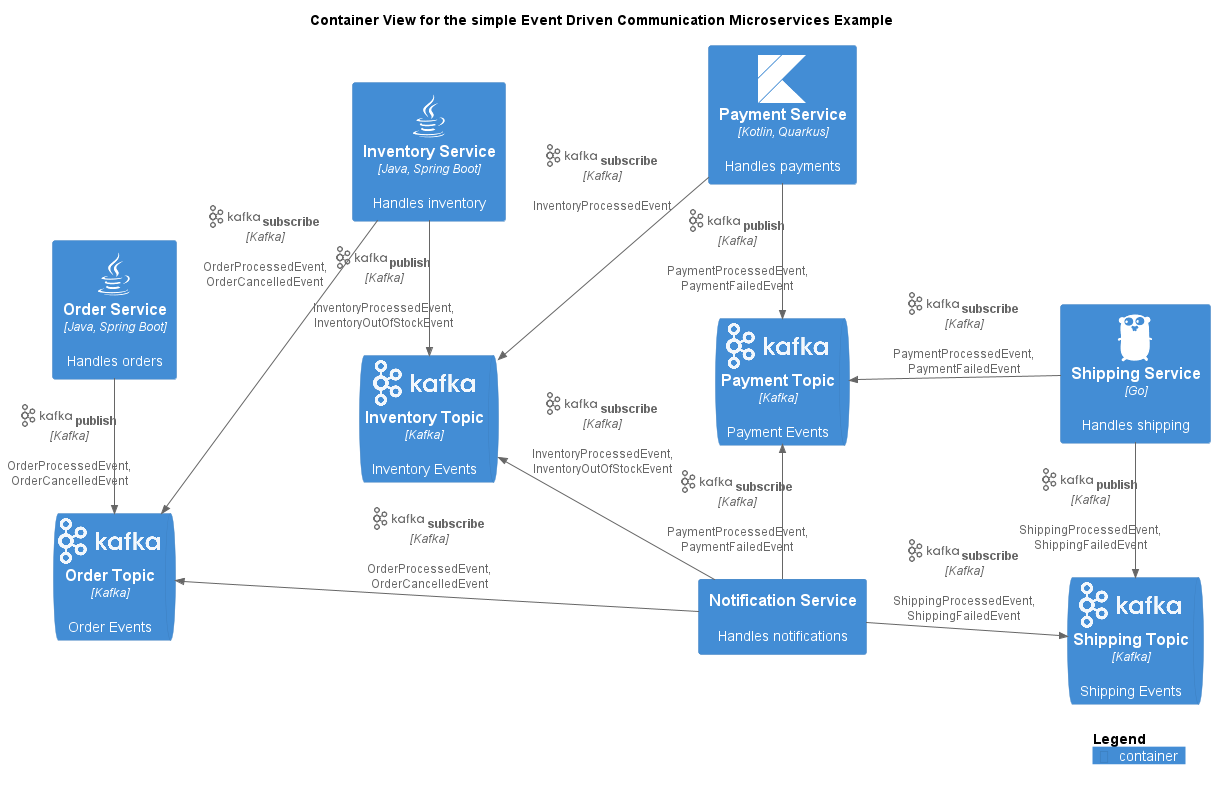 Container View for the simple Event Driven Communication Microservices Example
Payment Service
[Kotlin, Quarkus]
Handles payments
Inventory Service
[Java, Spring Boot]
Handles inventory
kafka subscribe
[Kafka]
InventoryProcessedEvent
kafka subscribe
[Kafka]
OrderProcessedEvent,
OrderCancelledEvent
kafka publish
[Kafka]
InventoryProcessedEvent,
InventoryOutOfStockEvent
kafka publish
[Kafka]
PaymentProcessedEvent,
PaymentFailedEvent
Order Service
[Java, Spring Boot]
Handles orders
kafka subscribe
[Kafka]
PaymentProcessedEvent,
PaymentFailedEvent
Shipping Service
[Go]
Handles shipping
kafka
Payment Topic
[Kafka]
Payment Events
kafka
Inventory Topic
[Kafka]
Inventory Events
kafka publish
[Kafka]
OrderProcessedEvent,
OrderCancelledEvent
kafka subscribe
[Kafka]
InventoryProcessedEvent,
InventoryOutOfStockEvent
kafka subscribe
[Kafka]
PaymentProcessedEvent,
PaymentFailedEvent
kafka publish
[Kafka]
ShippingProcessedEvent,
ShippingFailedEvent
kafka subscribe
[Kafka]
OrderProcessedEvent,
OrderCancelledEvent
kafka
Order Topic
[Kafka]
Order Events
kafka subscribe
[Kafka]
ShippingProcessedEvent,
ShippingFailedEvent
Notification Service
Handles notifications
kafka
Shipping Topic
[Kafka]
Shipping Events
Legend
container